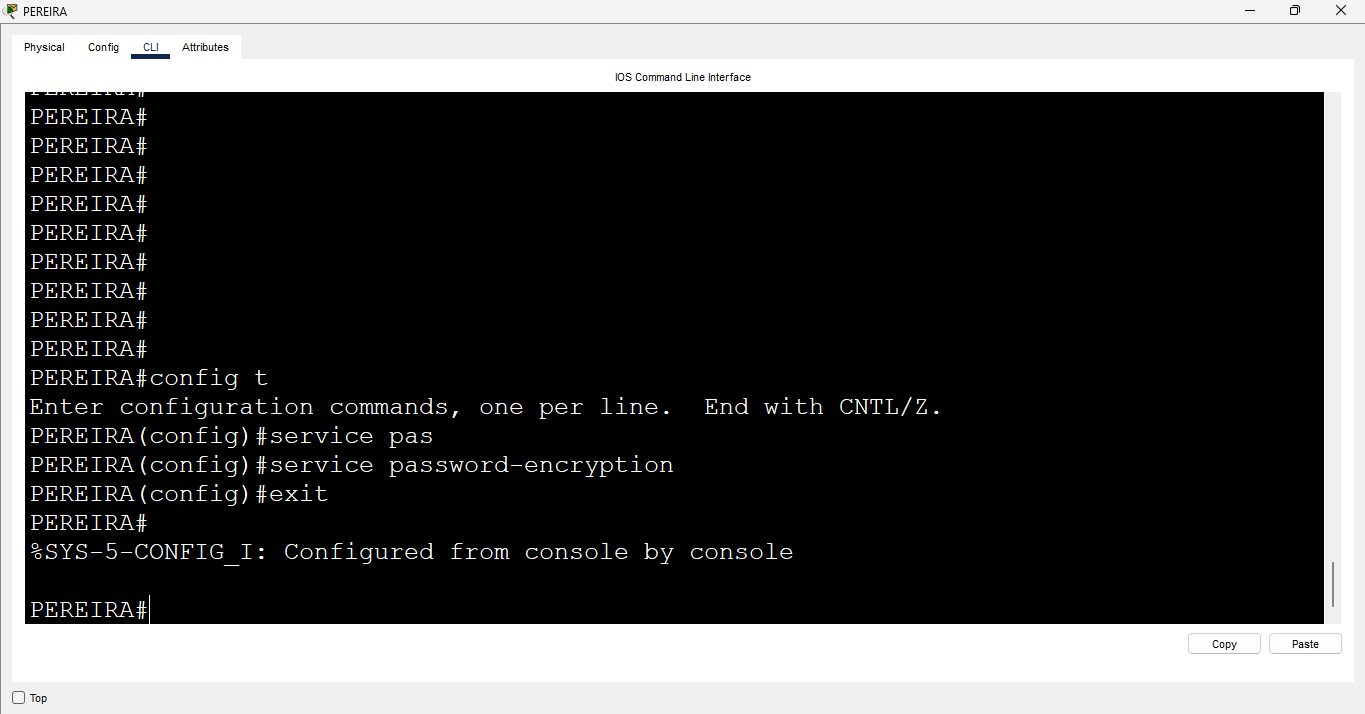 PEREIRA
Physical Config CLI Attributes
IOS Command Line Interface
PEREIRA#
PEREIRA#
PEREIRA#
PEREIRA#
PEREIRA#
PEREIRA#
PEREIRA#
PEREIRA#
PEREIRA#
PEREIRA#config t
Enter configuration commands, one per line.  End with CNTL/Z.
PEREIRA(config)#service pas
PEREIRA(config)#service password-encryption
PEREIRA(config)#exit
PEREIRA#
%SYS-5-CONFIG_I: Configured from console by console
PEREIRA#
Copy Paste
Top